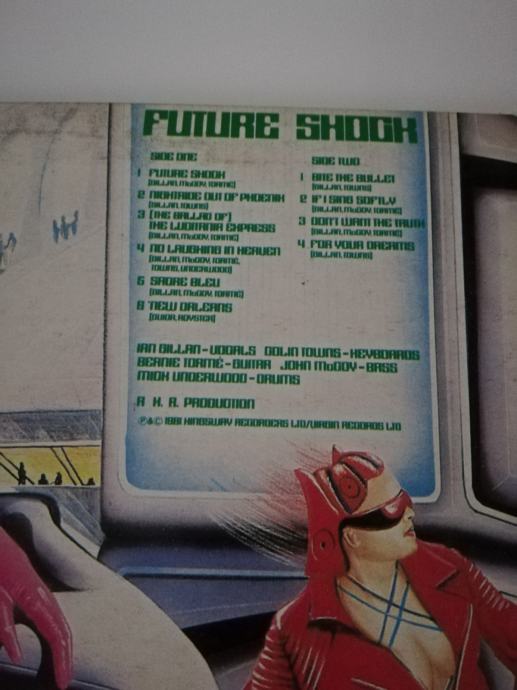 FUTURE SHOCK
SIDE ONE
1 FUTURE SHOCK
(GILLAN, McCOY, TORMÉ)
2 NIGHTRIDE OUT OF PHOENIX
(GILLAN, TOWNS)
3 (THE BALLAD OF)
THE LUCITANIA EXPRESS
(GILLAN, McCOY, TORMÉ)
4 NO LAUGHING IN HEAVEN
(GILLAN, McCOY, TORMÉ,
TOWNS, UNDERWOOD)
5 SACRE BLEU
(GILLAN, McCOY, TORMÉ)
6 NEW ORLEANS
(GUIDA, ROYSTER)
SIDE TWO
1 BITE THE BULLET
(GILLAN, TOWNS)
2 IF I SING SOFTLY
(GILLAN, McCOY, TORMÉ)
3 DON'T WANT THE TRUTH
(GILLAN, McCOY, TORMÉ)
4 FOR YOUR DREAMS
(GILLAN, TOWNS)
IAN GILLAN-VOCALS COLIN TOWNS-KEYBOARDS
BERNIE TORMÉ-GUITAR JOHN McCOY-BASS
MICK UNDERWOOD-DRUMS
A K. A. PRODUCTION
℗&© 1981 KINGSWAY RECORDERS LTD/VIRGIN RECORDS LTD